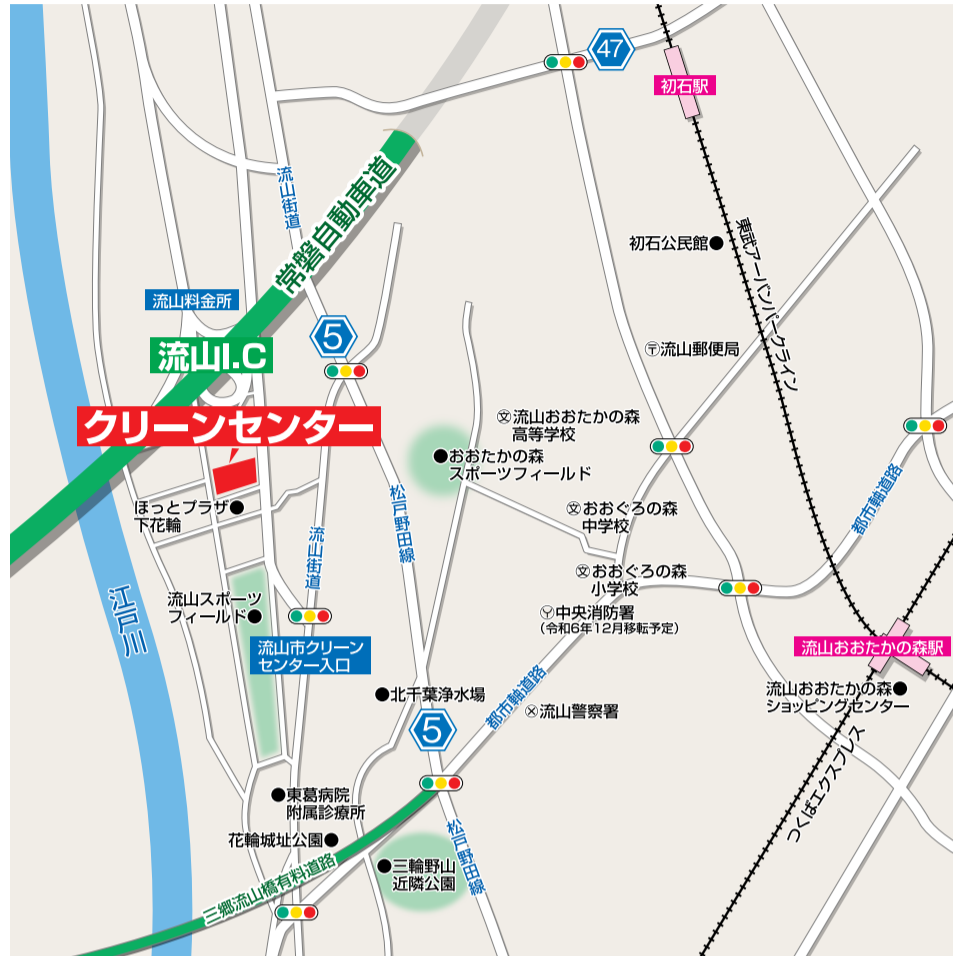 47
初石駅
流山街道
常磐自動車道
初石公民館
東武アーバンパークライン
流山料金所
5
流山I.C
〒流山郵便局
クリーンセンター
文流山おおたかの森
高等学校
おおたかの森
スポーツフィールド
ほっとプラザ
下花輪
松戸野田線
文おおぐろの森
中学校
都市軸道路
流山街道
文おおぐろの森
小学校
江戸川
流山スポーツ
フィールド
中央消防署
(令和6年12月移転予定)
流山市クリーン
センター入口
流山おおたかの森駅
北千葉浄水場
都市軸道路
流山警察署
流山おおたかの森
ショッピングセンター
5
つくばエクスプレス
東葛病院
附属診療所
花輪城址公園
松戸野田線
三輪野山
近隣公園
三郷流山橋有料道路